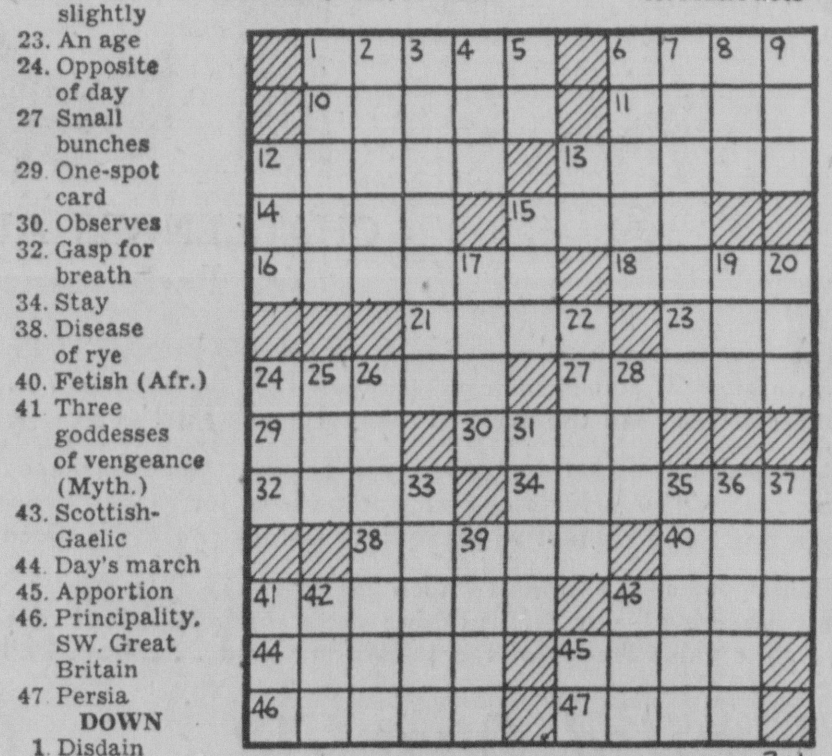 slightly
23. An age
24. Opposite
of day
27 Small
bunches
29. One-spot
card
30. Observes
32. Gasp for
breath
34. Stay
38. Disease
of rye
40. Fetish (Afr.)
41 Three
goddesses
of vengeance
(Myth.)
43. Scottish-
Gaelic
44. Day's march
45. Apportion
46. Principality,
SW. Great
Britain
47. Persia
DOWN
1. Disdain
1 2 3 4 5 6 7 8 9
10 11
12 13
14 15
16 17 18 19 20
21 22 23
24 25 26 27 28
29 30 31
32 33 34 35 36 37
38 39 40
41 42 43
44 45
46 47